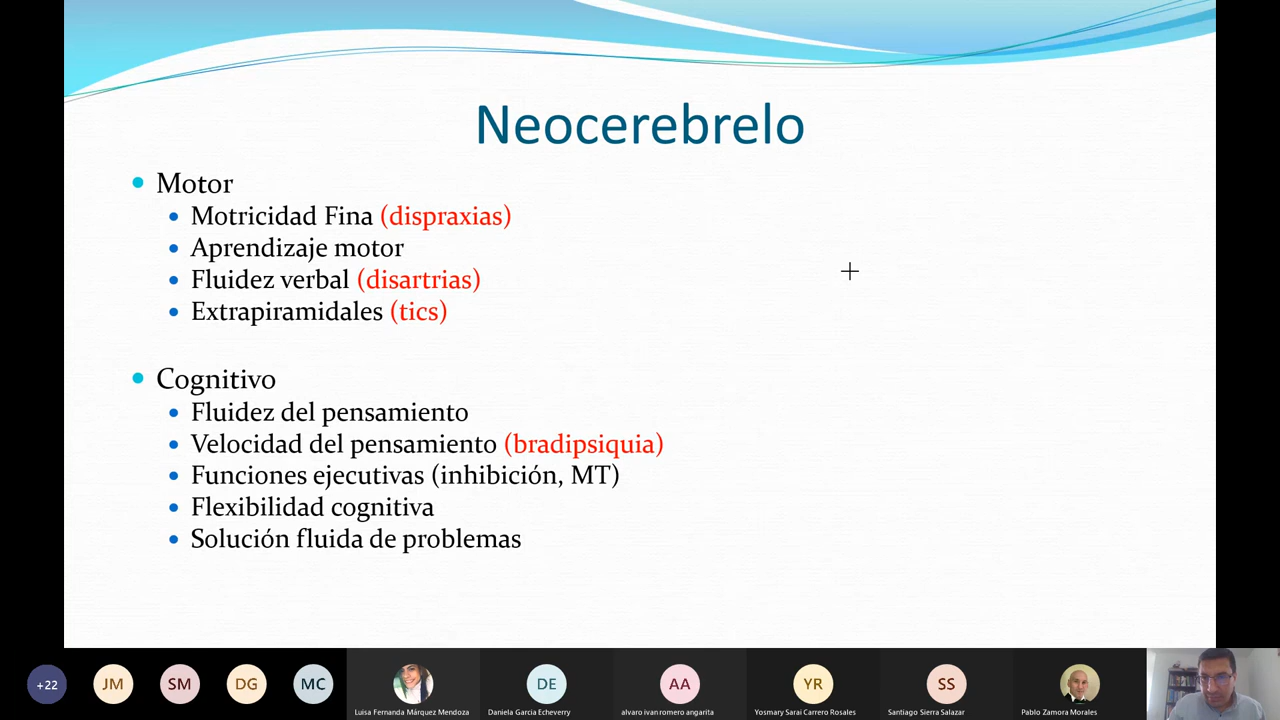 Neocerebrelo
Motor
Motricidad Fina (dispraxias)
Aprendizaje motor
Fluidez verbal (disartrias)
Extrapiramidales (tics)
Cognitivo
Fluidez del pensamiento
Velocidad del pensamiento (bradipsiquia)
Funciones ejecutivas (inhibición, MT)
Flexibilidad cognitiva
Solución fluida de problemas
+22
JM
SM
DG
MC
DE
AA
YR
SS
Luisa Fernanda Márquez Mendoza
Daniela Garcia Echeverry
alvaro ivan romero angarita
Yosmary Sarai Carrero Rosales
Santiago Sierra Salazar
Pablo Zamora Morales